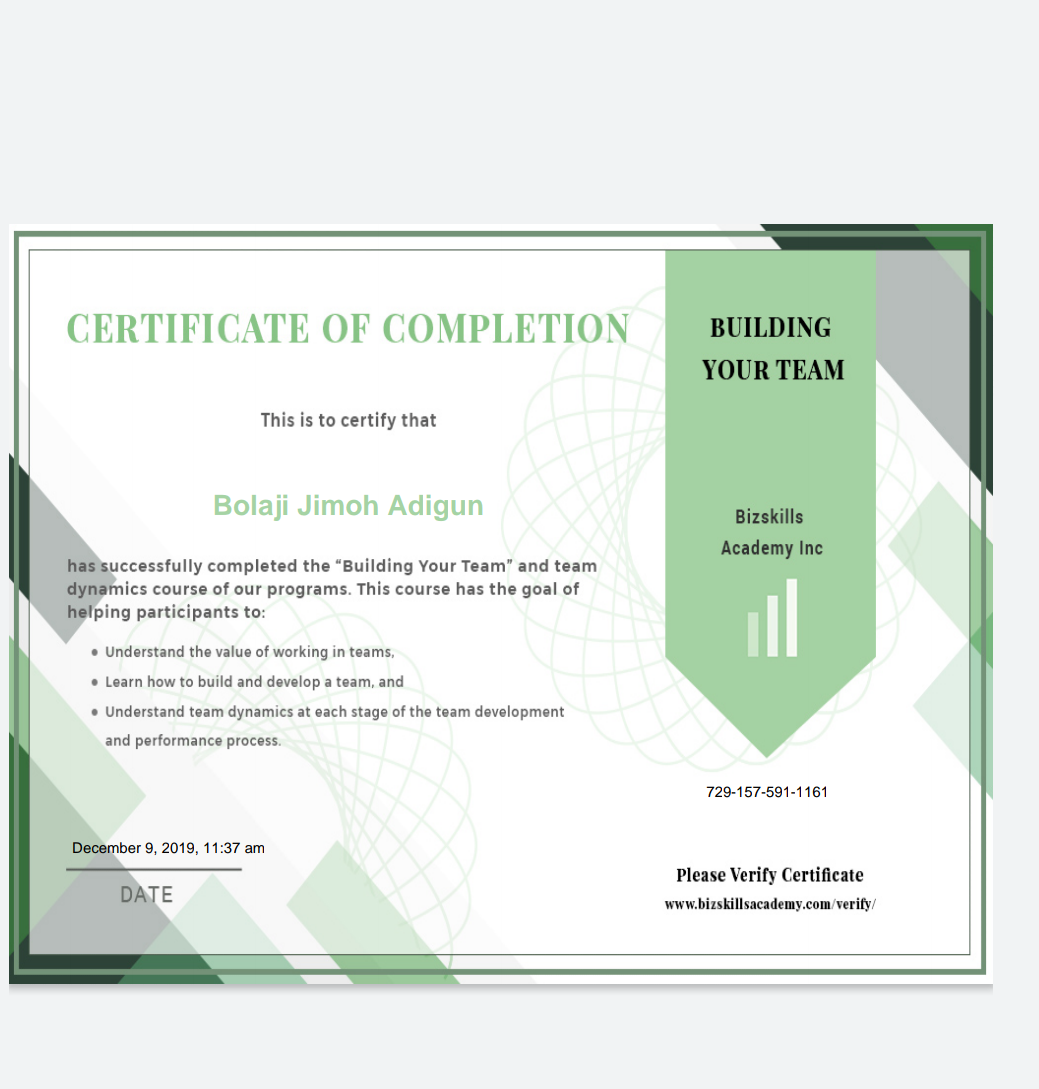 CERTIFICATE OF COMPLETION
This is to certify that
Bolaji Jimoh Adigun
has successfully completed the “Building Your Team” and team
dynamics course of our programs. This course has the goal of
helping participants to:
• Understand the value of working in teams,
• Learn how to build and develop a team, and
• Understand team dynamics at each stage of the team development
and performance process.
December 9, 2019, 11:37 am
DATE
BUILDING
YOUR TEAM
Bizskills
Academy Inc
729-157-591-1161
Please Verify Certificate
www.bizskillsacademy.com/verify/